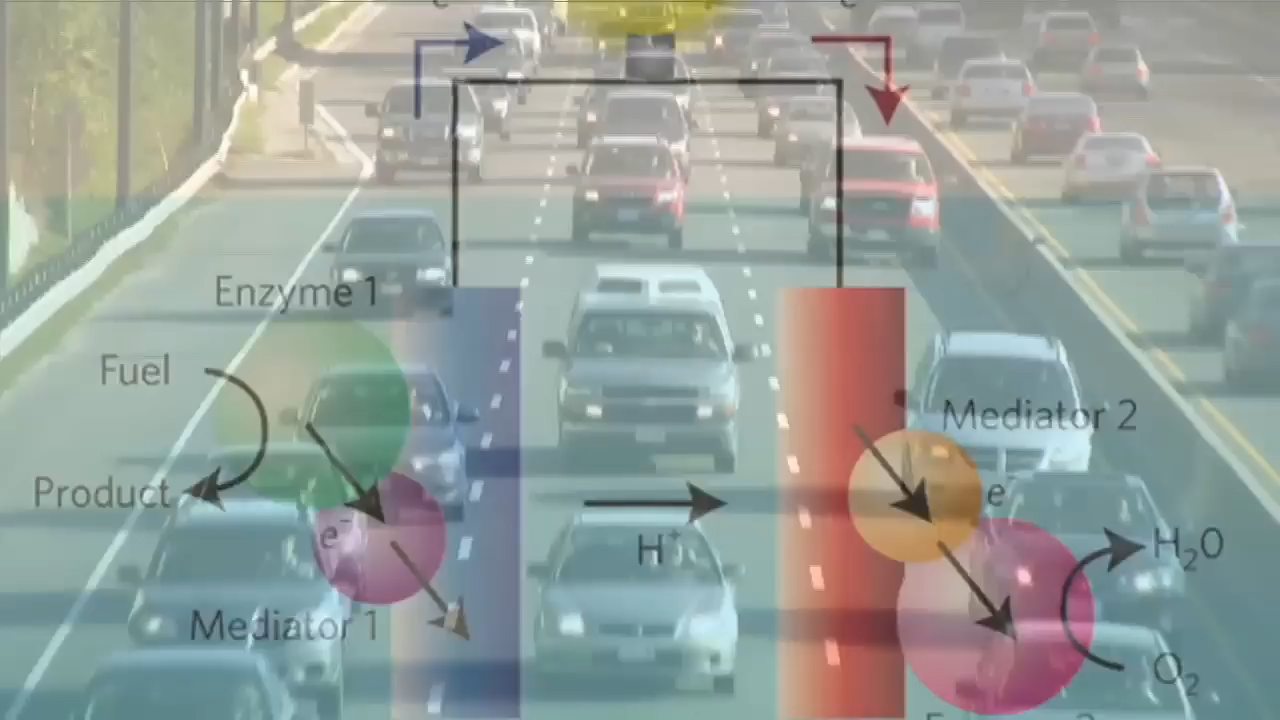 Enzyme 1
Fuel
Mediator 2
Product
e⁻
e⁻
H⁺
H₂O
Mediator 1
O₂